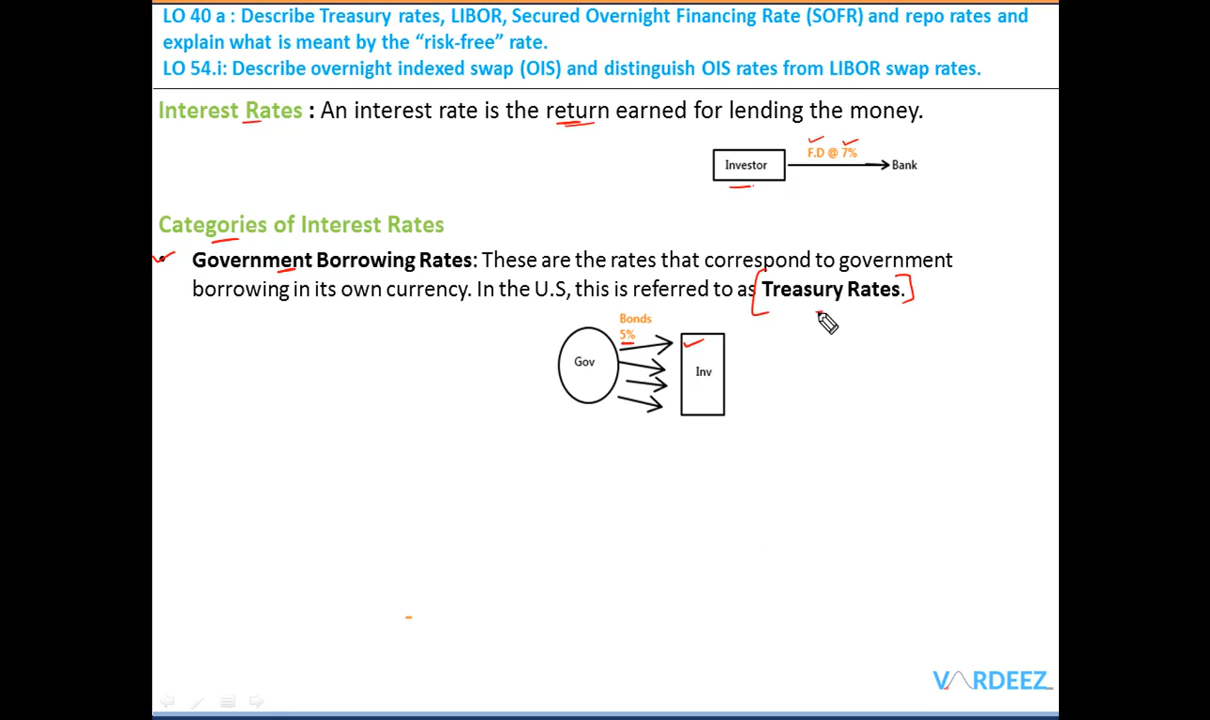 LO 40 a : Describe Treasury rates, LIBOR, Secured Overnight Financing Rate (SOFR) and repo rates and
explain what is meant by the “risk-free” rate.
LO 54.i: Describe overnight indexed swap (OIS) and distinguish OIS rates from LIBOR swap rates.
Interest Rates : An interest rate is the return earned for lending the money.
F.D @ 7%
Investor
Bank
Categories of Interest Rates
• Government Borrowing Rates: These are the rates that correspond to government
borrowing in its own currency. In the U.S, this is referred to as Treasury Rates.
Bonds
5%
Gov
Inv
VARDEEZ